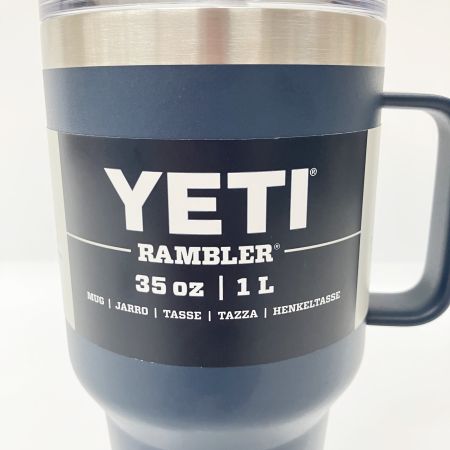 YETI®
RAMBLER®
35 oz | 1 L
MUG | JARRO | TASSE | TAZZA | HENKELTASSE